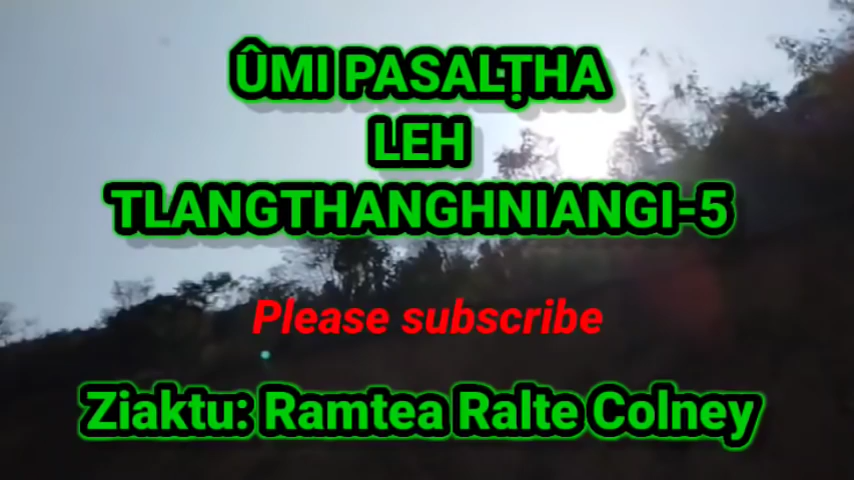 ÛMI PASALṬHA
LEH
TLANGTHANGHNIANGI-5
Please subscribe
Ziaktu: Ramtea Ralte Colney